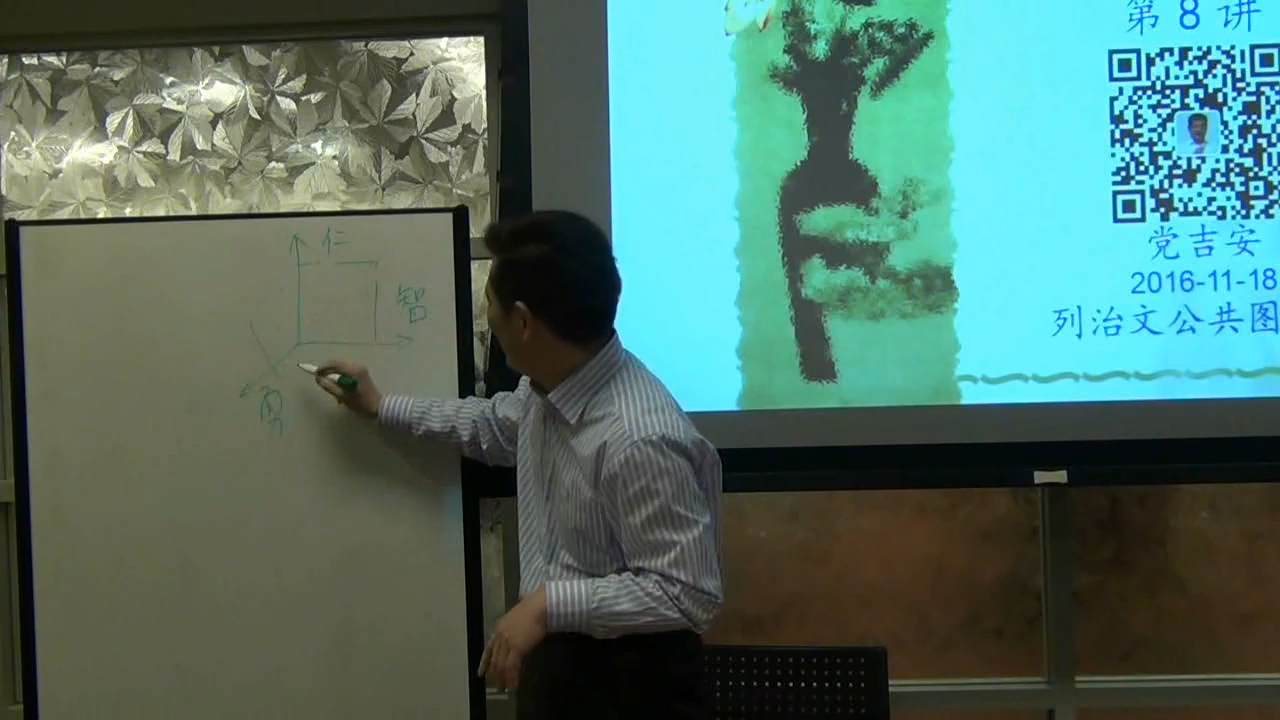 仁
智
勇
第 8 讲
党吉安
2016-11-18
列治文公共图